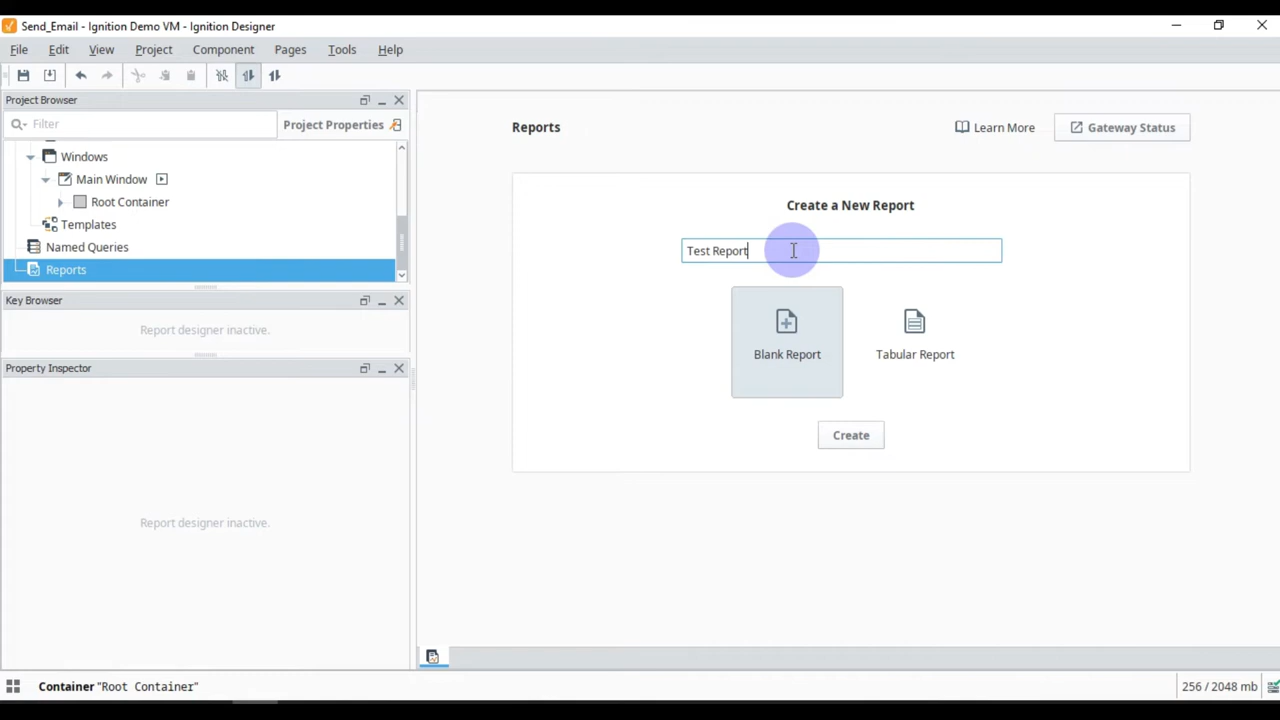 Send_Email - Ignition Demo VM - Ignition Designer
File Edit View Project Component Pages Tools Help
Project Browser
Filter
Project Properties
Windows
Main Window
Root Container
Templates
Named Queries
Reports
Key Browser
Report designer inactive.
Property Inspector
Report designer inactive.
Reports
Learn More
Gateway Status
Create a New Report
Test Report
Blank Report
Tabular Report
Create
Container "Root Container"
256 / 2048 mb